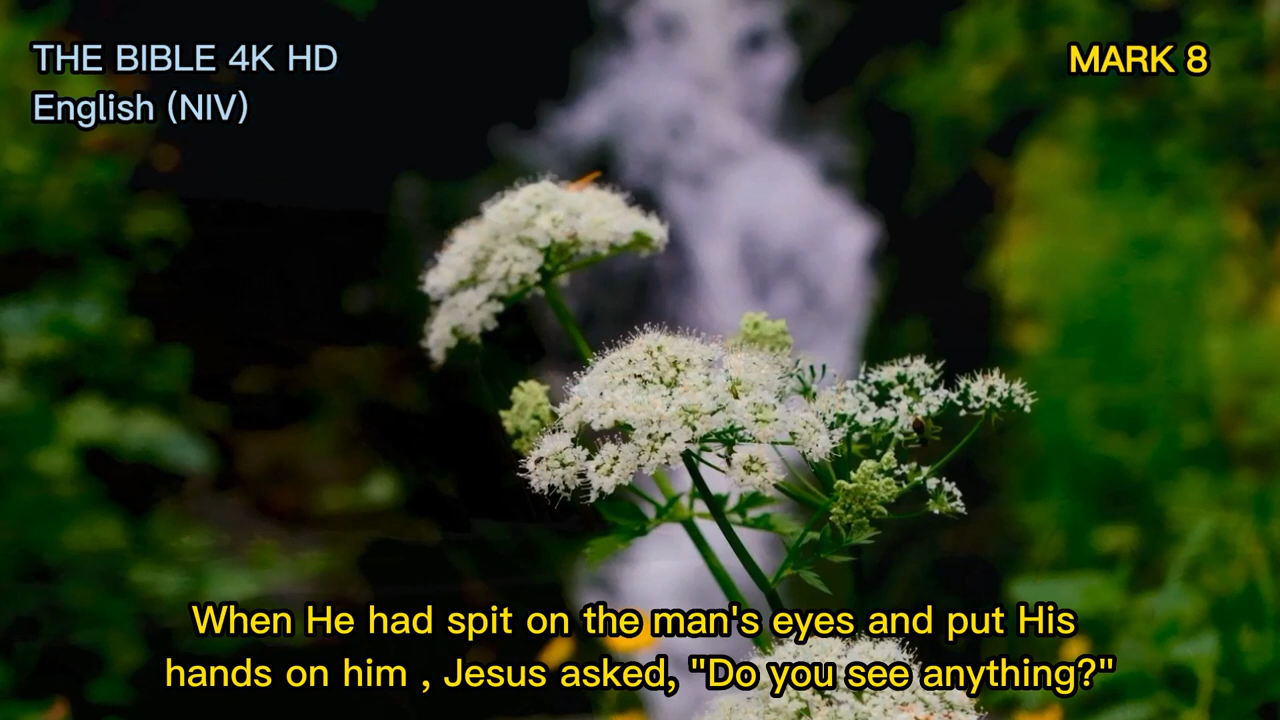 THE BIBLE 4K HD
English (NIV)
MARK 8
When He had spit on the man's eyes and put His
hands on him , Jesus asked, "Do you see anything?"